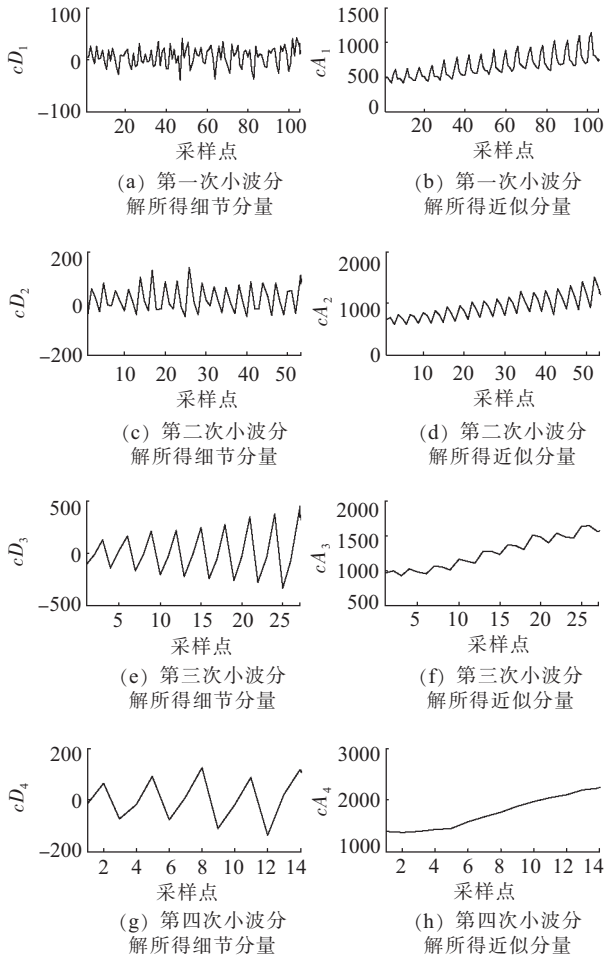 100
0
-100
cD1
20 40 60 80 100
采样点
(a) 第一次小波分
解所得细节分量
1500
1000
500
0
cA1
20 40 60 80 100
采样点
(b) 第一次小波分
解所得近似分量
200
0
-200
cD2
10 20 30 40 50
采样点
(c) 第二次小波分
解所得细节分量
2000
1000
0
cA2
10 20 30 40 50
采样点
(d) 第二次小波分
解所得近似分量
500
0
-500
cD3
5 10 15 20 25
采样点
(e) 第三次小波分
解所得细节分量
2000
1500
1000
500
cA3
5 10 15 20 25
采样点
(f) 第三次小波分
解所得近似分量
200
0
-200
cD4
2 4 6 8 10 12 14
采样点
(g) 第四次小波分
解所得细节分量
3000
2000
1000
cA4
2 4 6 8 10 12 14
采样点
(h) 第四次小波分
解所得近似分量